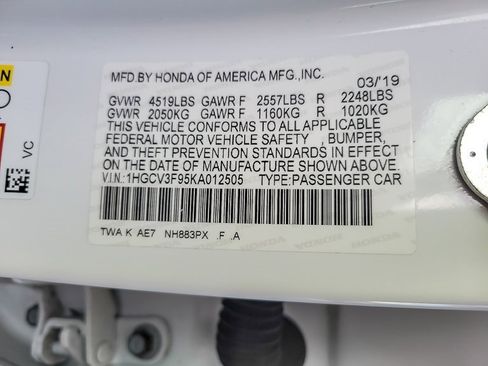 MFD.BY HONDA OF AMERICA MFG.,INC.
03/'19
GVWR 4519LBS GAWR F 2557LBS R 2248LBS
GVWR 2050KG GAWR F 1160KG R 1020KG
THIS VEHICLE CONFORMS TO ALL APPLICABLE
FEDERAL MOTOR VEHICLE SAFETY , BUMPER,
AND THEFT PREVENTION STANDARDS IN EFFECT
ON THE DATE OF MANUFACTURE SHOWN ABOVE.
V.I.N.:1HGCV3F95KA012505 TYPE:PASSENGER CAR
TWA K AE7 NH883PX .F .A
VC